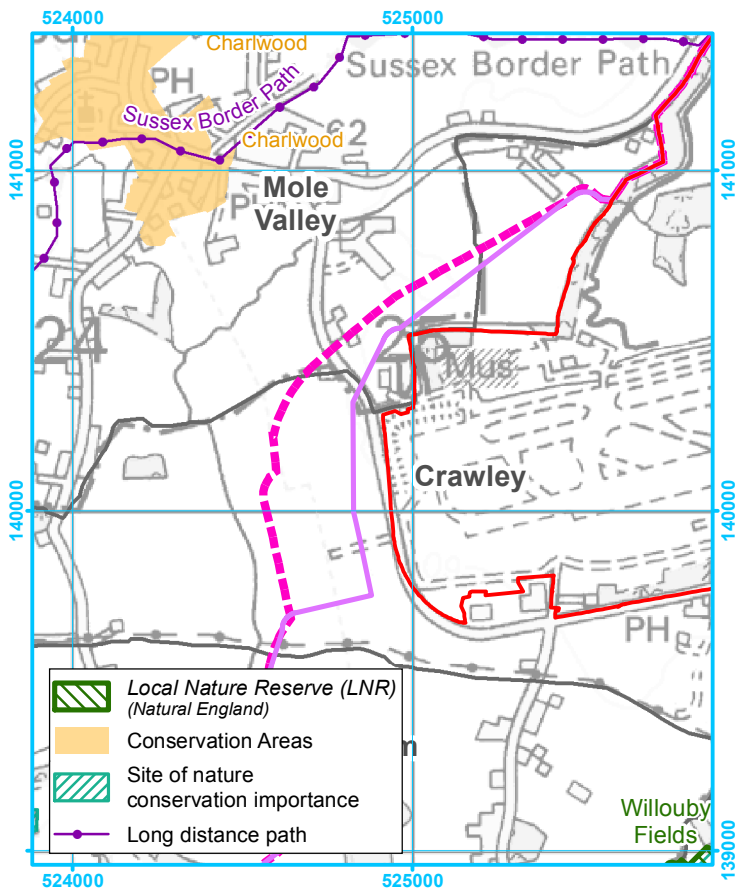 524000
525000
Charlwood
PH
Sussex Border Path
Sussex Border Path
Charlwood
141000
141000
Mole
Valley
24
Mus
Crawley
140000
140000
PH
Local Nature Reserve (LNR)
(Natural England)
Conservation Areas
Site of nature
conservation importance
Long distance path
Willouby
Fields
139000
524000
525000